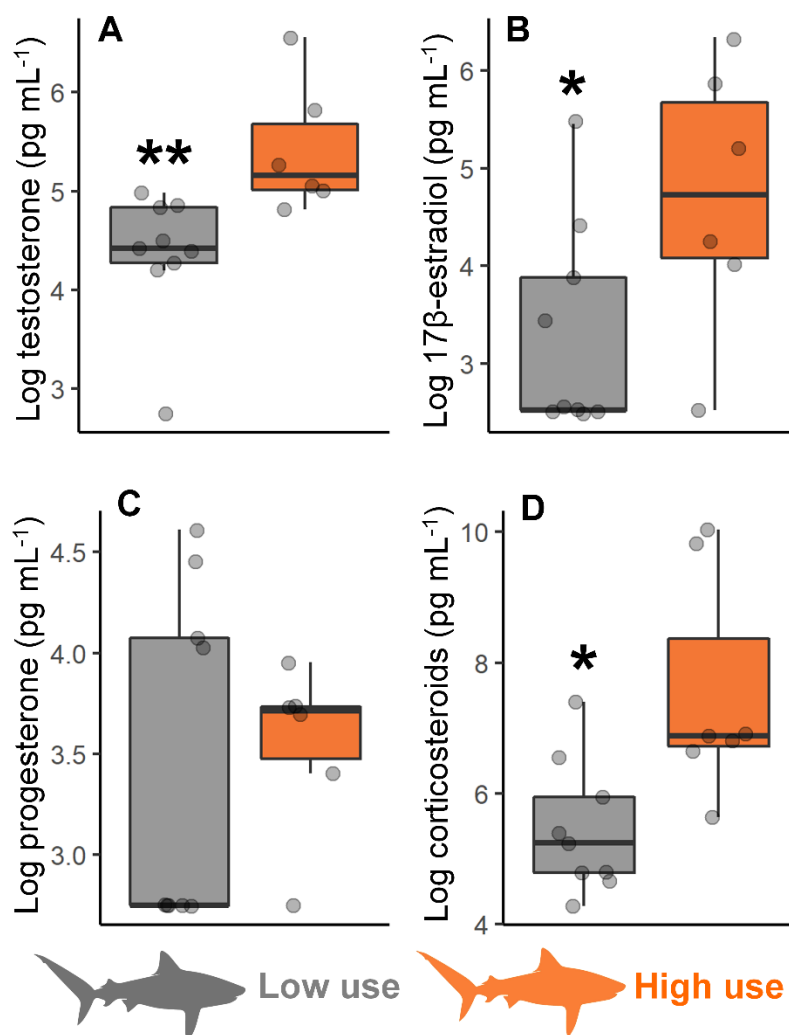 A
Log testosterone (pg mL⁻¹)
6
5
4
3
**
B
Log 17β-estradiol (pg mL⁻¹)
6
5
4
3
*
C
Log progesterone (pg mL⁻¹)
4.5
4.0
3.5
3.0
D
Log corticosteroids (pg mL⁻¹)
10
8
6
4
*
Low use
High use